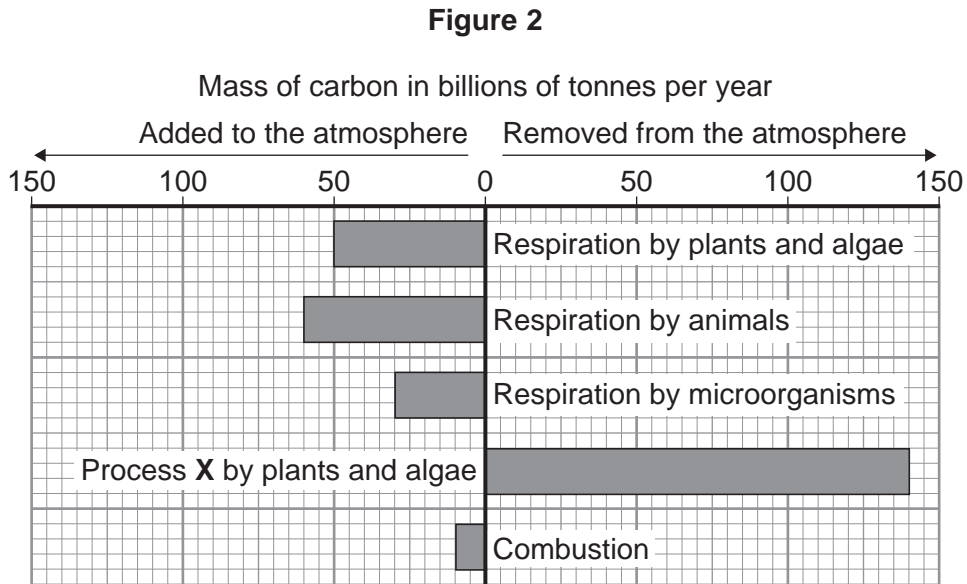 Figure 2
Mass of carbon in billions of tonnes per year
Added to the atmosphere Removed from the atmosphere
150 100 50 0 50 100 150
Respiration by plants and algae
Respiration by animals
Respiration by microorganisms
Process X by plants and algae
Combustion